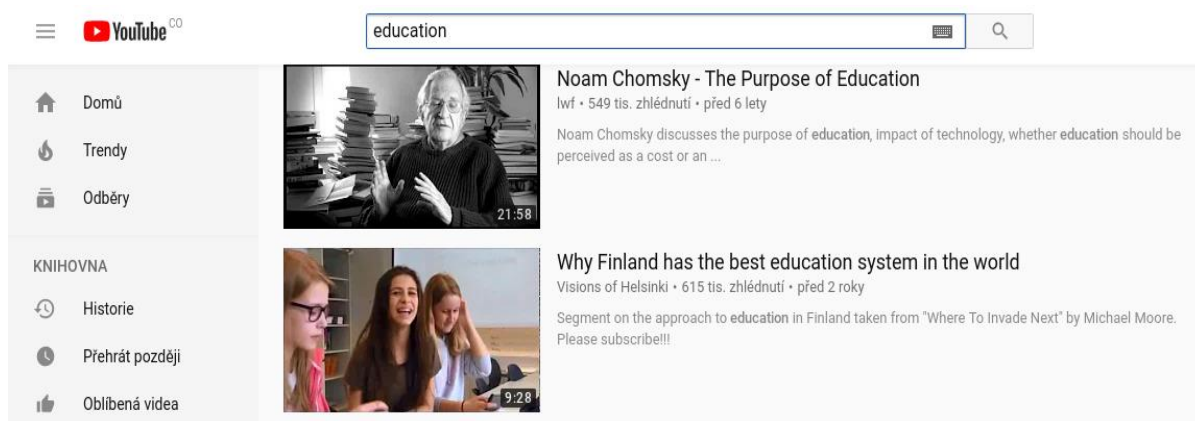 YouTube CO
education
Domů
Trendy
Odběry
KNIHOVNA
Historie
Přehrát později
Oblíbená videa
21:58
Noam Chomsky - The Purpose of Education
lwf • 549 tis. zhlédnutí • před 6 lety
Noam Chomsky discusses the purpose of education, impact of technology, whether education should be
perceived as a cost or an ...
9:28
Why Finland has the best education system in the world
Visions of Helsinki • 615 tis. zhlédnutí • před 2 roky
Segment on the approach to education in Finland taken from "Where To Invade Next" by Michael Moore.
Please subscribe!!!